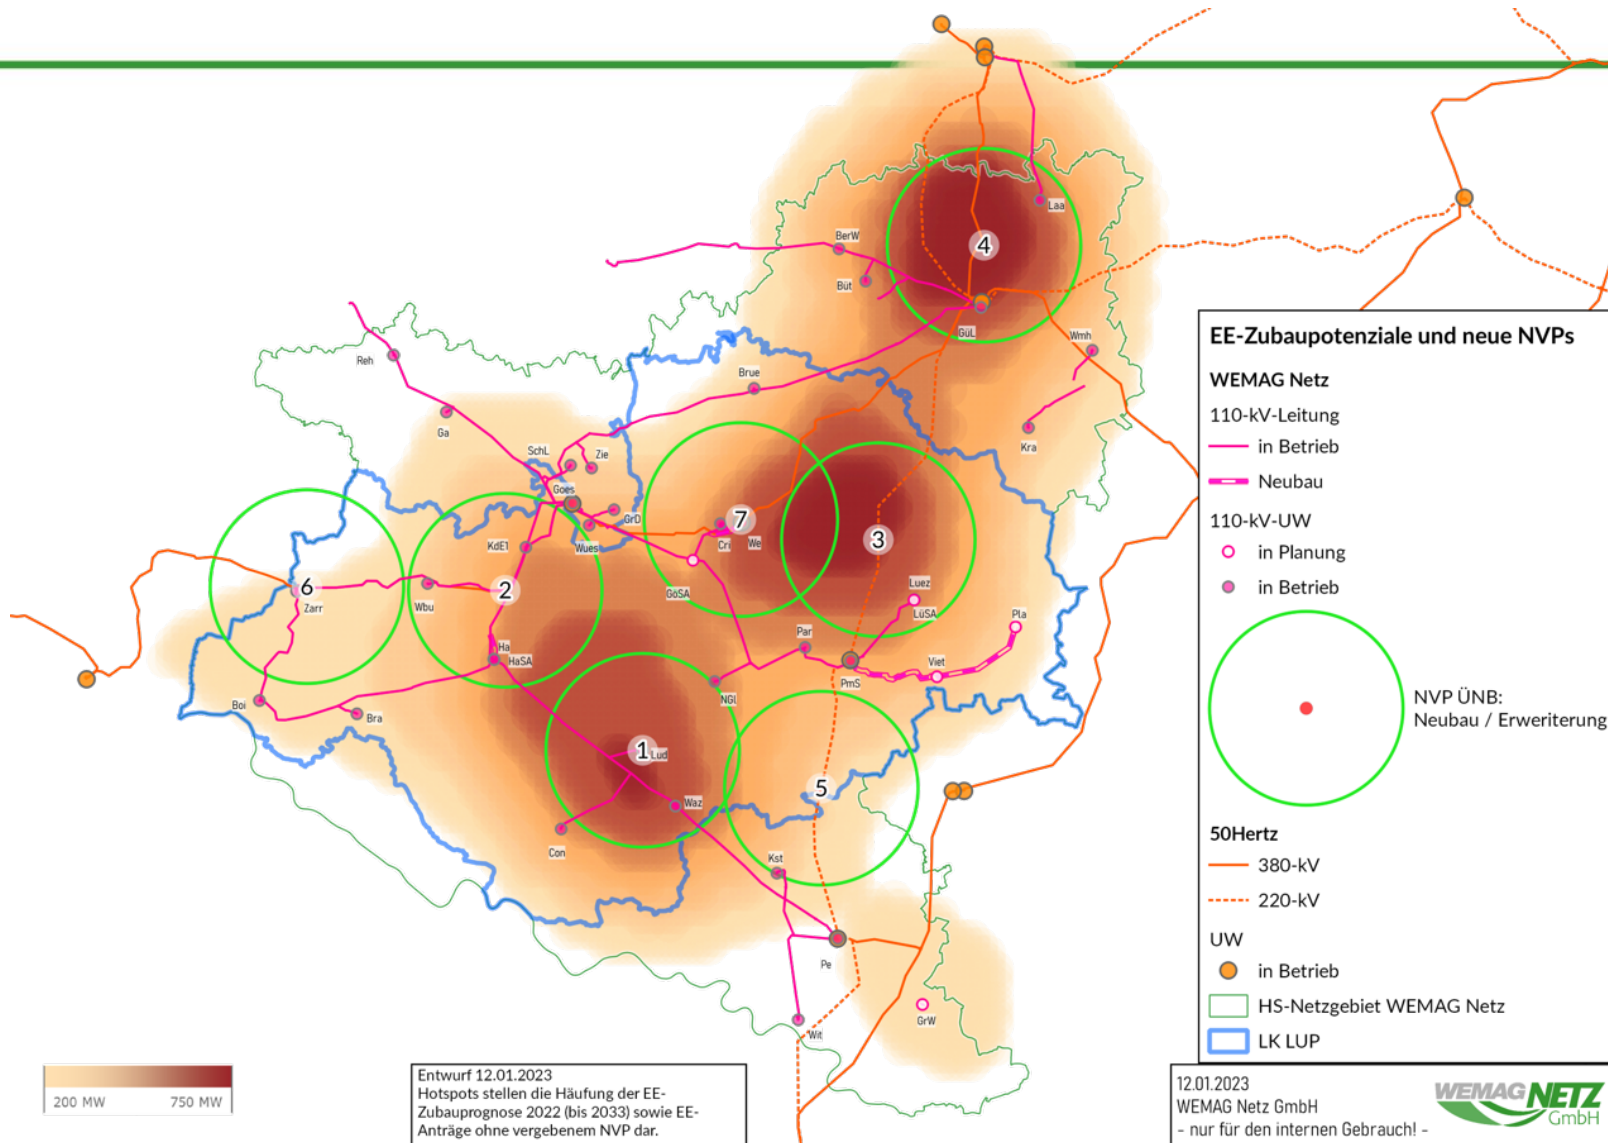 Laa
4
BerW
Büt
GüL
Wmh
Reh
Brue
Ga
Kra
SchL
Zie
Goes
GrD
7
KdE1
Wues
Cri
We
3
6
2
GöSA
Luez
Zarr
Wbu
LüSA
Pla
Par
Ha
HaSA
Viet
PmS
NGl
Boi
Bra
1
Lud
5
Waz
Con
Kst
Pe
GrW
Wit
EE-Zubaupotenziale und neue NVPs
WEMAG Netz
110-kV-Leitung
in Betrieb
Neubau
110-kV-UW
in Planung
in Betrieb
NVP ÜNB:
Neubau / Erweriterung
50Hertz
380-kV
220-kV
UW
in Betrieb
HS-Netzgebiet WEMAG Netz
LK LUP
200 MW 750 MW
Entwurf 12.01.2023
Hotspots stellen die Häufung der EE-
Zubauprognose 2022 (bis 2033) sowie EE-
Anträge ohne vergebenem NVP dar.
12.01.2023
WEMAG Netz GmbH
- nur für den internen Gebrauch! -
WEMAG NETZ
GmbH